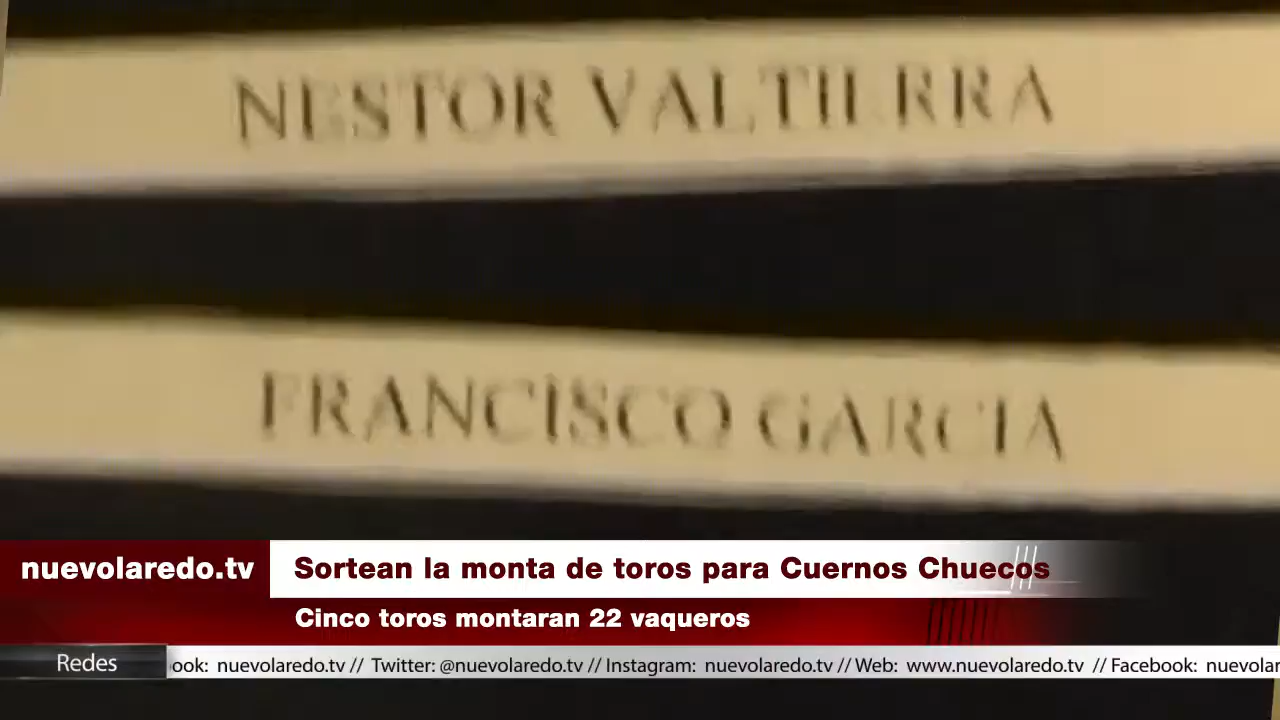 NESTOR VALTIERRA
FRANCISCO GARCIA
nuevolaredo.tv
Sortean la monta de toros para Cuernos Chuecos
Cinco toros montaran 22 vaqueros
Redes
ook: nuevolaredo.tv // Twitter: @nuevolaredo.tv // Instagram: nuevolaredo.tv // Web: www.nuevolaredo.tv // Facebook: nuevolar